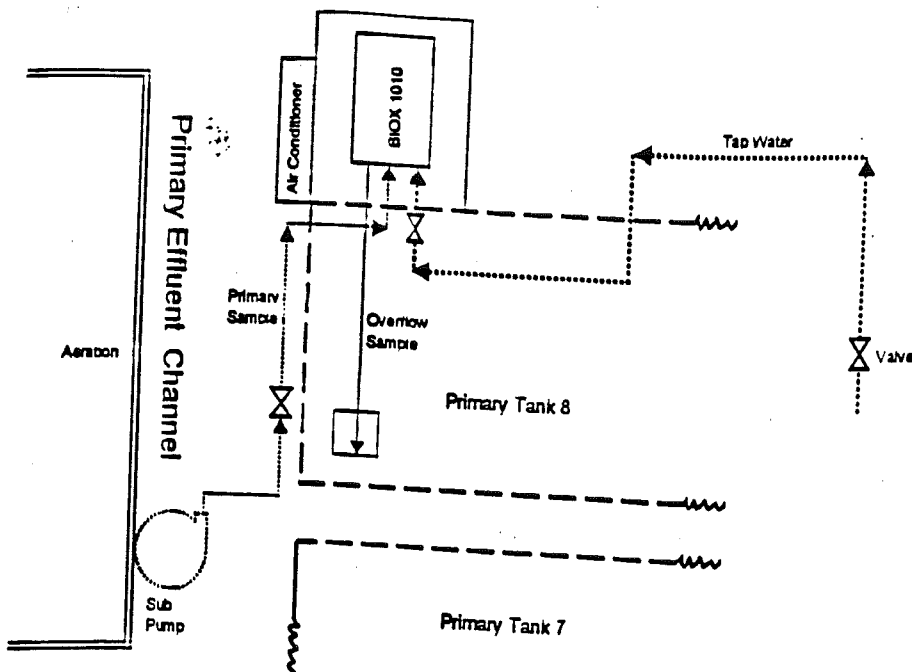 BIOX 1010
Air Conditioner
Tap Water
Primary Effluent Channel
Primary
Sample
Overflow
Sample
Aeration
Valve
Primary Tank 8
Sub
Pump
Primary Tank 7